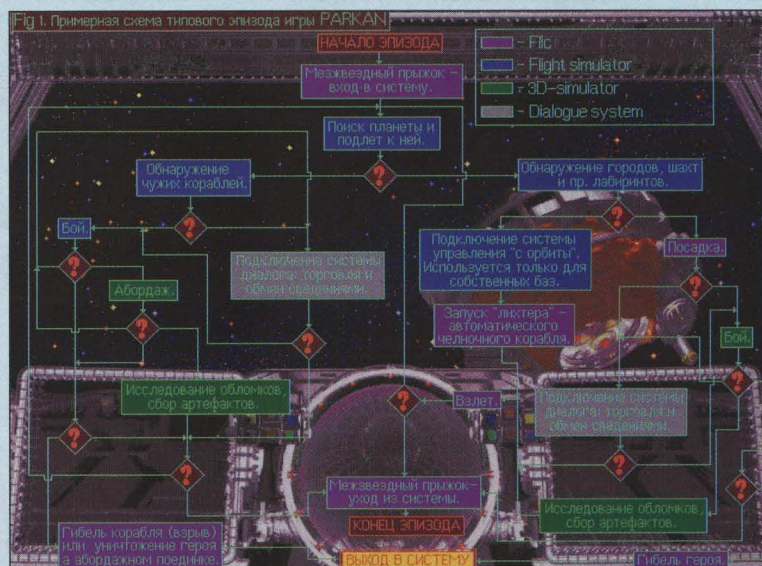 Fig 1. Примерная схема типового эпизода игры PARKAN
НАЧАЛО ЭПИЗОДА
- Flic
- Flight simulator
- 3D-simulator
- Dialogue system
Мезжвездный прыжок –
вход в систему.
Поиск планеты и
подлет к ней.
?
Обнаружение
чужих кораблей.
?
Обнаружение городов, шахт
и пр. лабиринтов.
?
Бой.
?
Абордаж.
?
Подключение системы
диалога: торговля и
обмен сведениями.
?
Подключение системы
управления "с орбиты".
Используется только для
собственных баз.
Запуск "лихтера" –
автоматического
челночного корабля.
Посадка.
?
Бой.
?
Исследование обломков,
сбор артефактов.
?
?
Взлет.
?
Подключение системы
диалога: торговля и
обмен сведениями.
?
?
Межзвездный прыжок-
уход из системы.
КОНЕЦ ЭПИЗОДА
Исследование обломков,
сбор артефактов.
Гибель корабля (взрыв)
или уничтожение героя
а абордажном поединке.
ВЫХОД В СИСТЕМУ
Гибель героя.